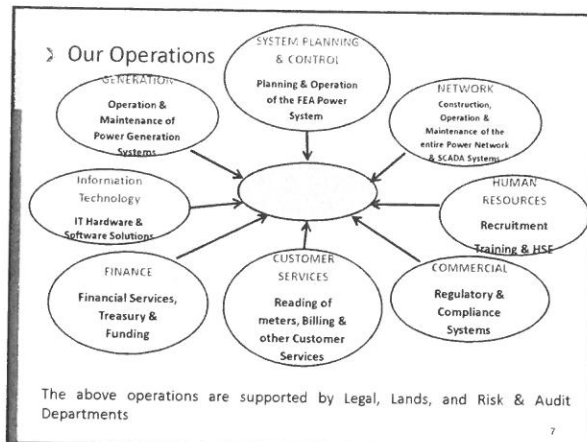 Our Operations
SYSTEM PLANNING
& CONTROL
Planning & Operation
of the FEA Power
System
GENERATION
Operation &
Maintenance of
Power Generation
Systems
NETWORK
Construction,
Operation &
Maintenance of the
entire Power Network
& SCADA Systems
Information
Technology
IT Hardware &
Software Solutions
HUMAN
RESOURCES
Recruitment
Training & HSE
FINANCE
Financial Services,
Treasury &
Funding
CUSTOMER
SERVICES
Reading of
meters, Billing &
other Customer
Services
COMMERCIAL
Regulatory &
Compliance
Systems
The above operations are supported by Legal, Lands, and Risk & Audit
Departments
7